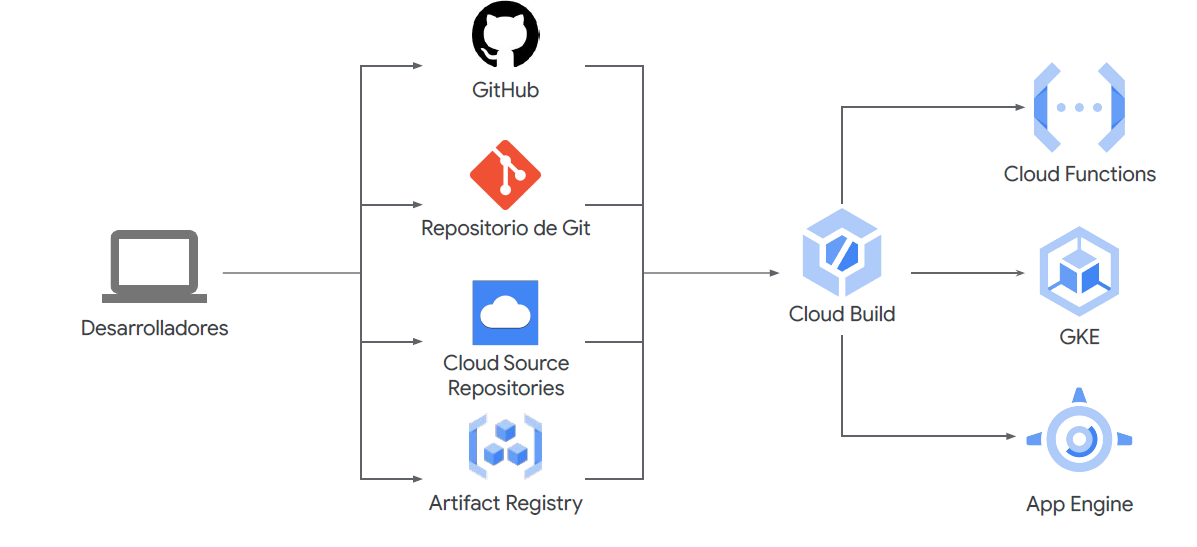 Desarrolladores
GitHub
Repositorio de Git
Cloud Source
Repositories
Artifact Registry
Cloud Build
Cloud Functions
GKE
App Engine